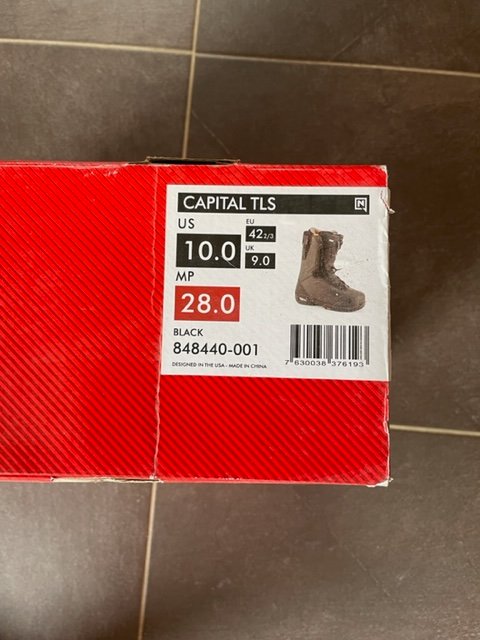 CAPITAL TLS N
US
10.0
EU
42 2/3
UK
9.0
MP
28.0
BLACK
848440-001
DESIGNED IN THE USA - MADE IN CHINA
7 630038 376193